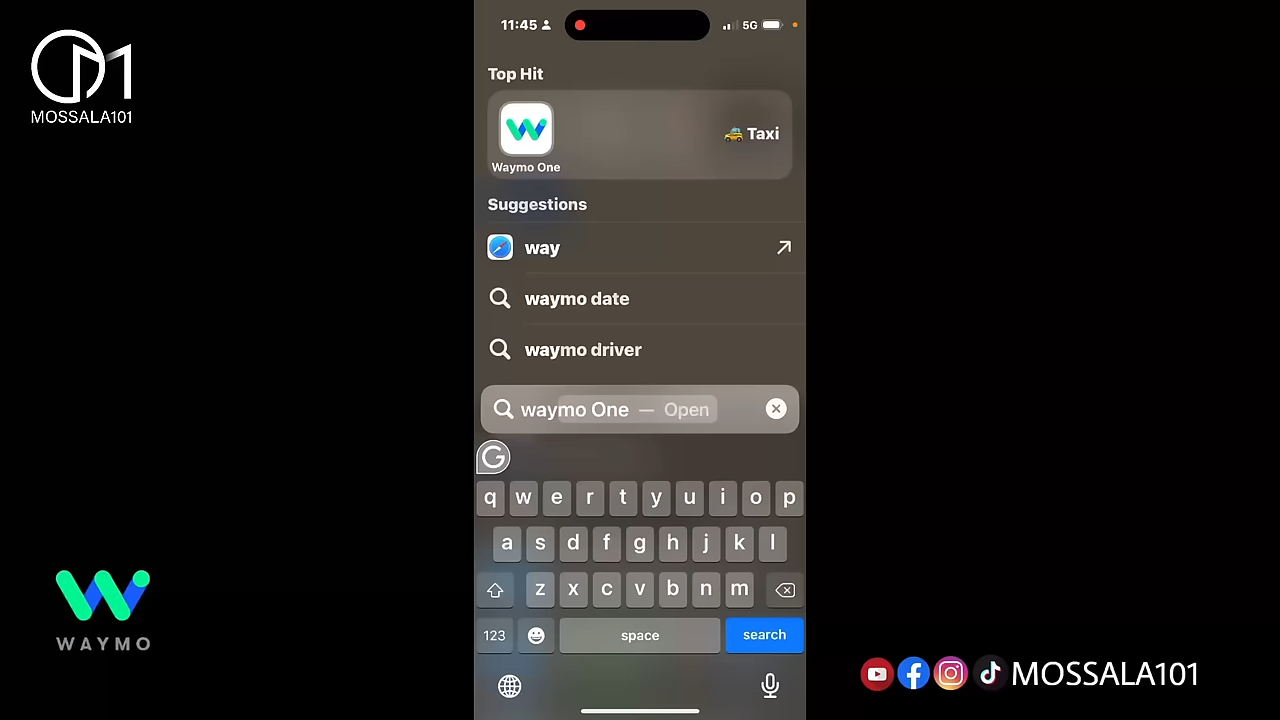 MOSSALA101
11:45
5G
Top Hit
Waymo One
Taxi
Suggestions
way
waymo date
waymo driver
waymo One — Open
q w e r t y u i o p
a s d f g h j k l
z x c v b n m
123
space
search
WAYMO
MOSSALA101